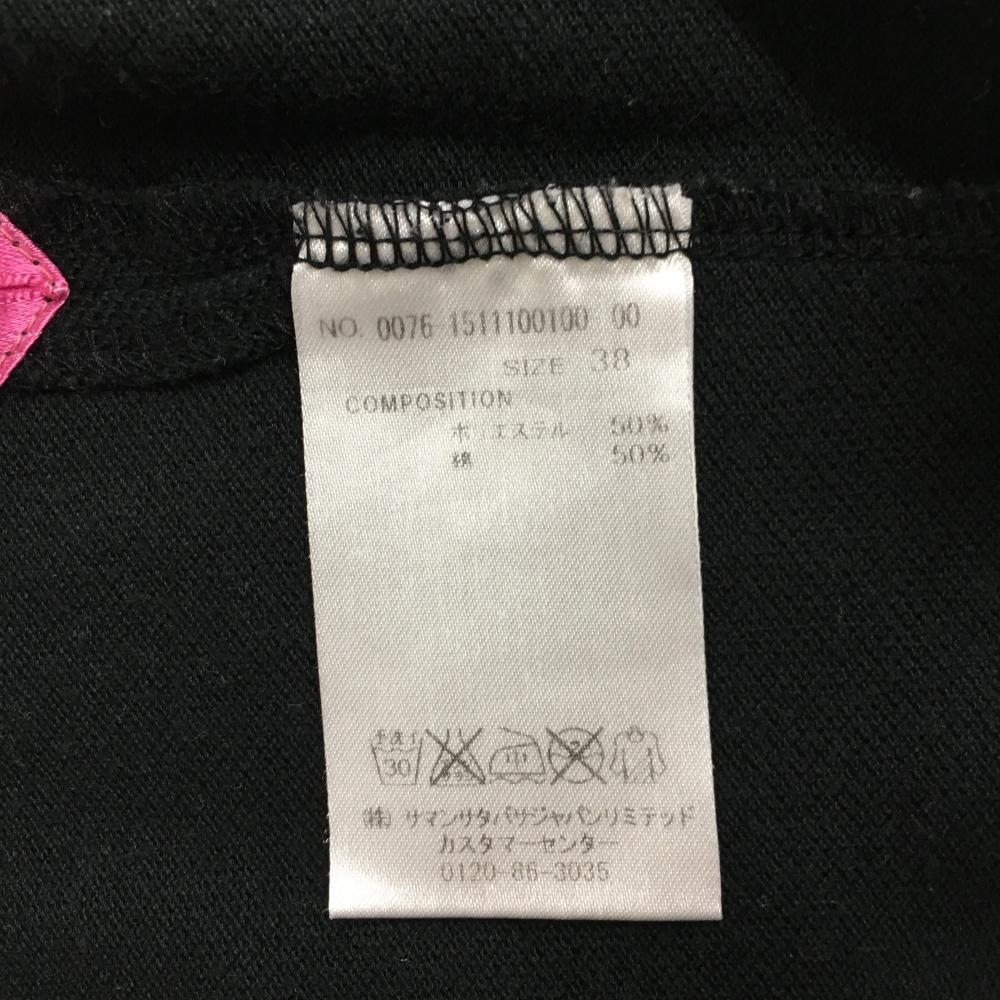 NO. 0076 1511100100 00
SIZE 38
COMPOSITION
ポリエステル 50%
綿 50%
手洗イ
30
中
㈱ サマンサタバサジャパンリミテッド
カスタマーセンター
0120-86-3035